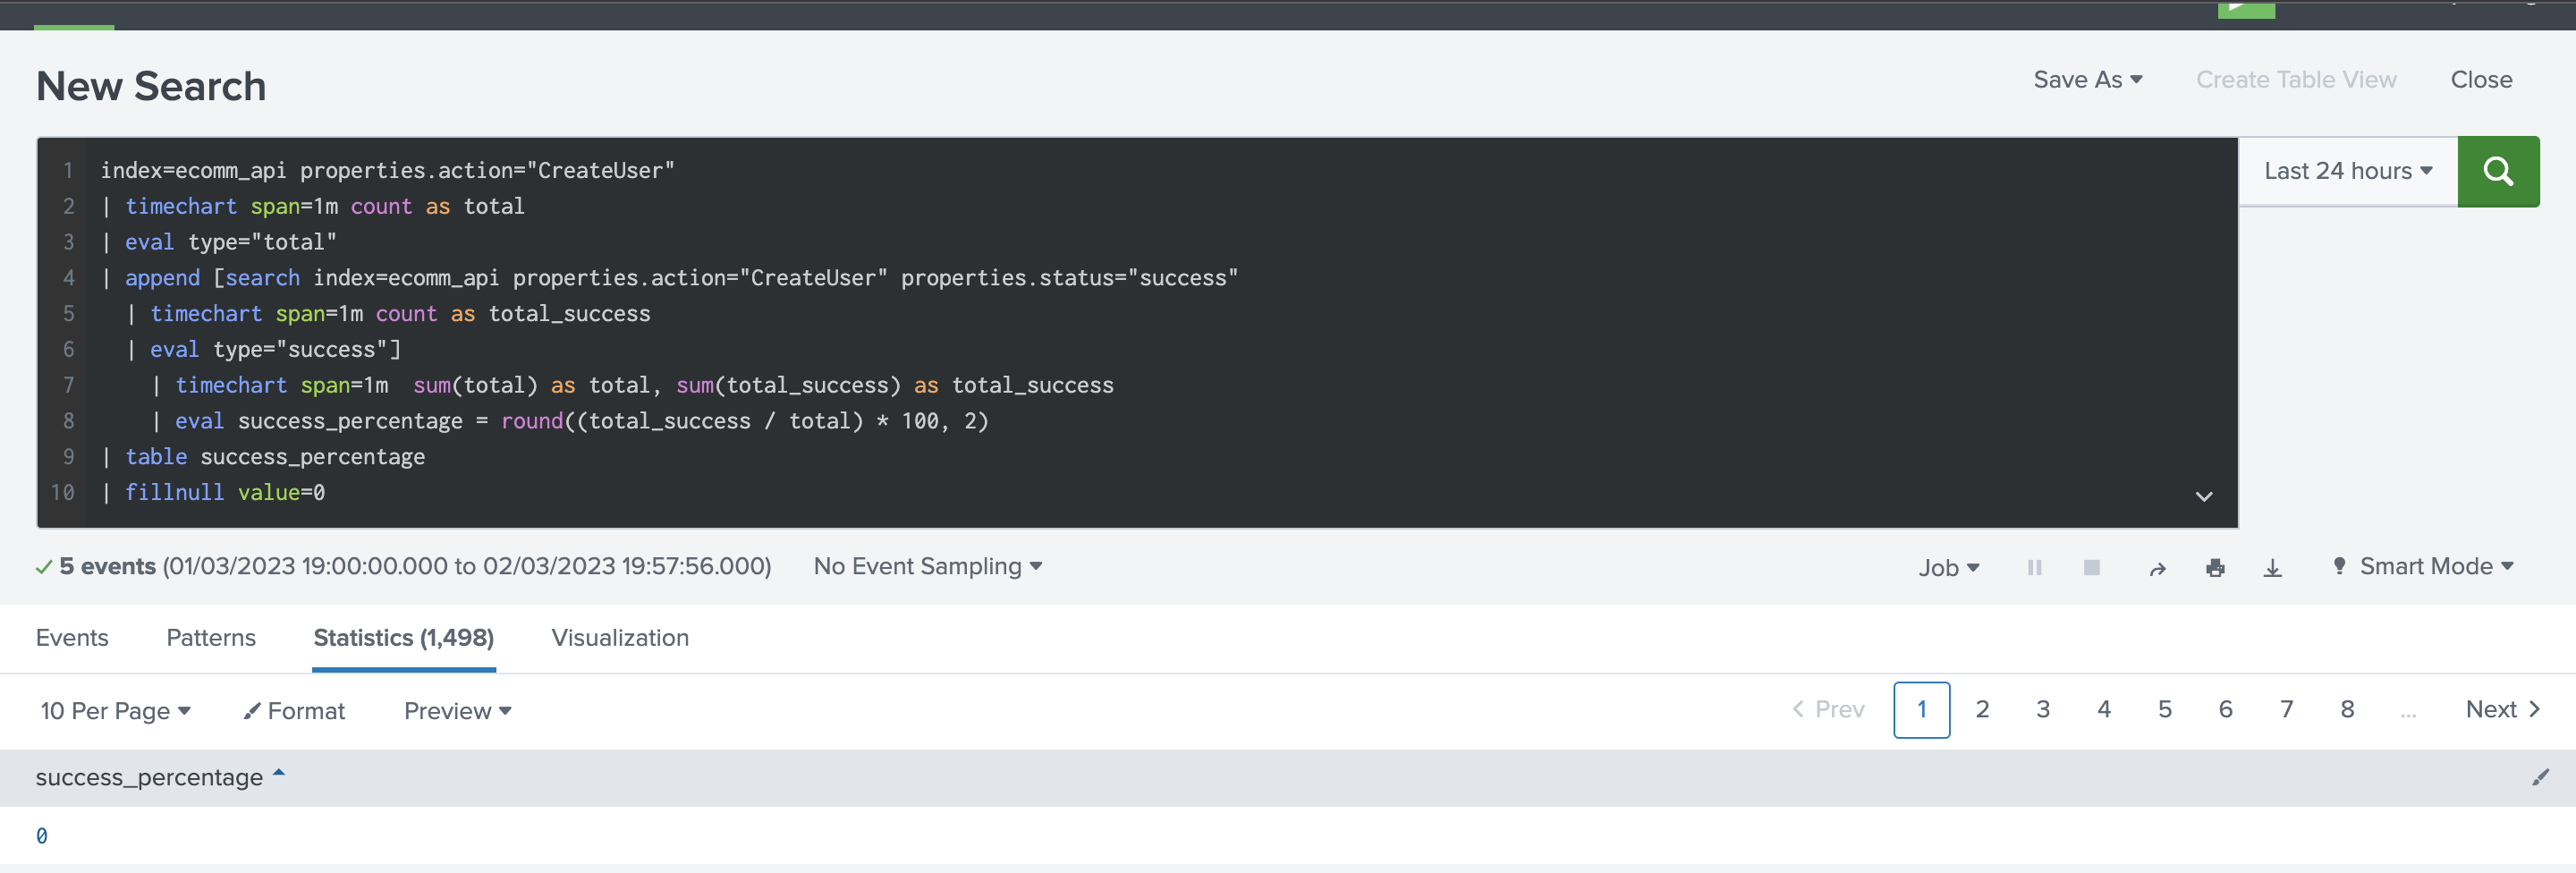 New Search
Save As
Create Table View
Close
1 index=ecomm_api properties.action="CreateUser"
2 | timechart span=1m count as total
3 | eval type="total"
4 | append [search index=ecomm_api properties.action="CreateUser" properties.status="success"
5 | timechart span=1m count as total_success
6 | eval type="success"]
7 | timechart span=1m  sum(total) as total, sum(total_success) as total_success
8 | eval success_percentage = round((total_success / total) * 100, 2)
9 | table success_percentage
10 | fillnull value=0
Last 24 hours
5 events (01/03/2023 19:00:00.000 to 02/03/2023 19:57:56.000)
No Event Sampling
Job
Smart Mode
Events
Patterns
Statistics (1,498)
Visualization
10 Per Page
Format
Preview
< Prev
1
2
3
4
5
6
7
8
...
Next >
success_percentage
0